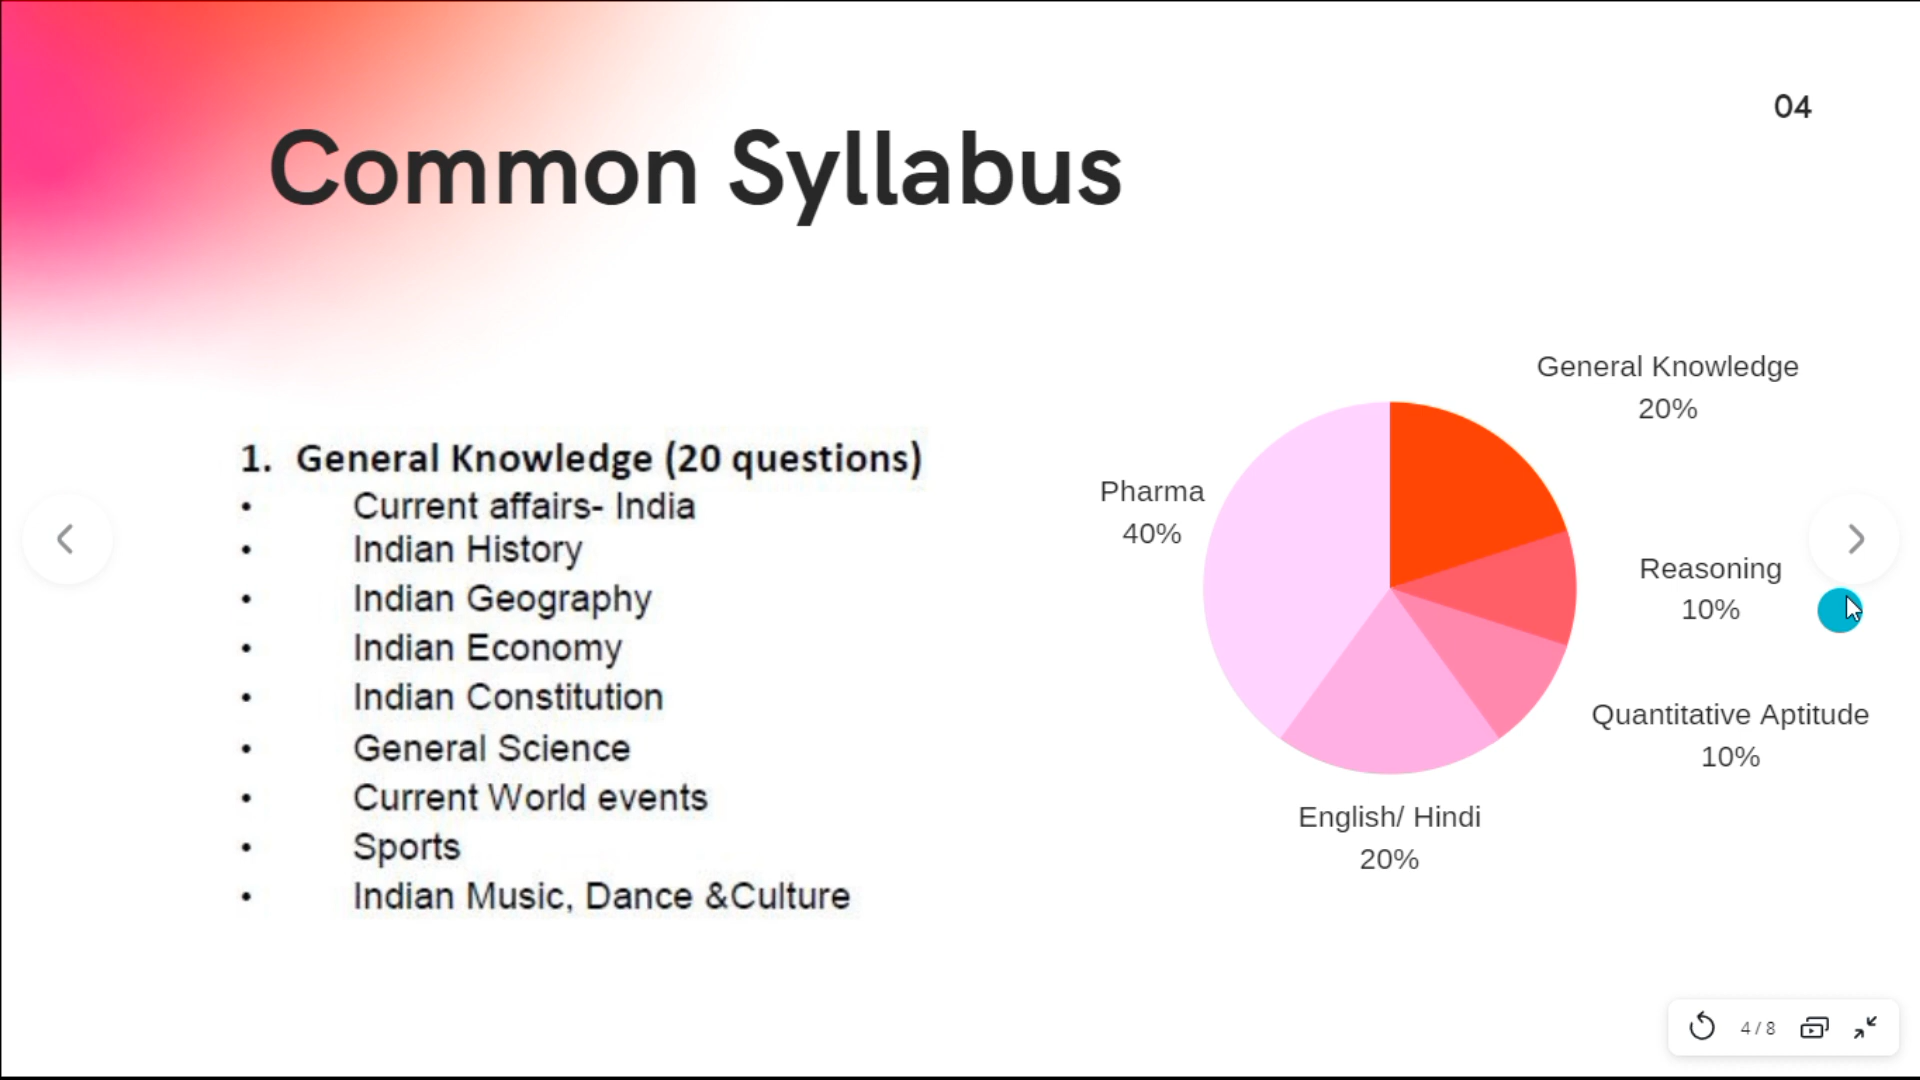 04
Common Syllabus
1. General Knowledge (20 questions)
• Current affairs- India
• Indian History
• Indian Geography
• Indian Economy
• Indian Constitution
• General Science
• Current World events
• Sports
• Indian Music, Dance &Culture
General Knowledge
20%
Pharma
40%
Reasoning
10%
Quantitative Aptitude
10%
English/ Hindi
20%
4 / 8